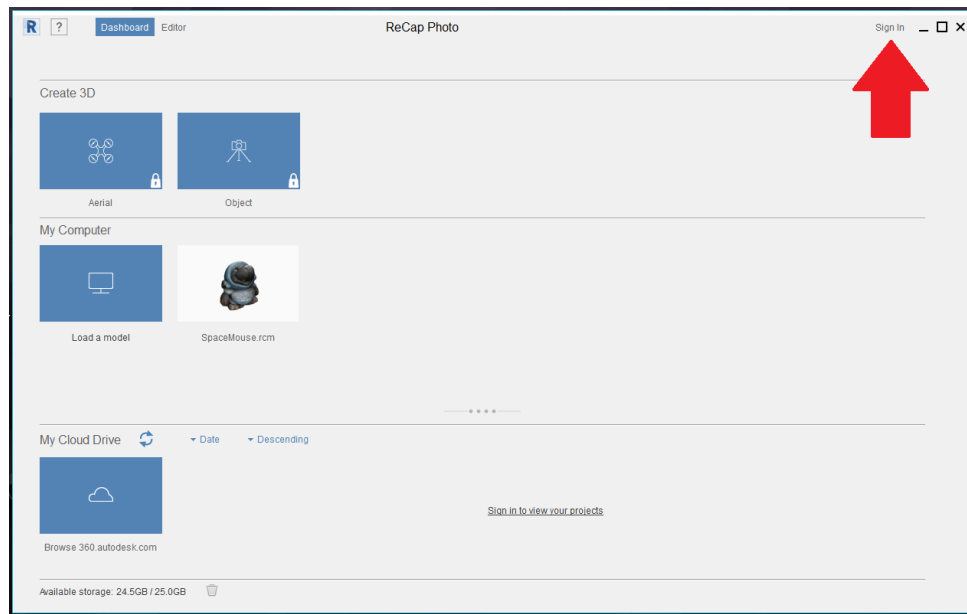 R ? Dashboard Editor ReCap Photo Sign In
Create 3D
Aerial Object
My Computer
Load a model SpaceMouse.rcm
My Cloud Drive Date Descending
Sign in to view your projects
Browse 360.autodesk.com
Available storage: 24.5GB / 25.0GB